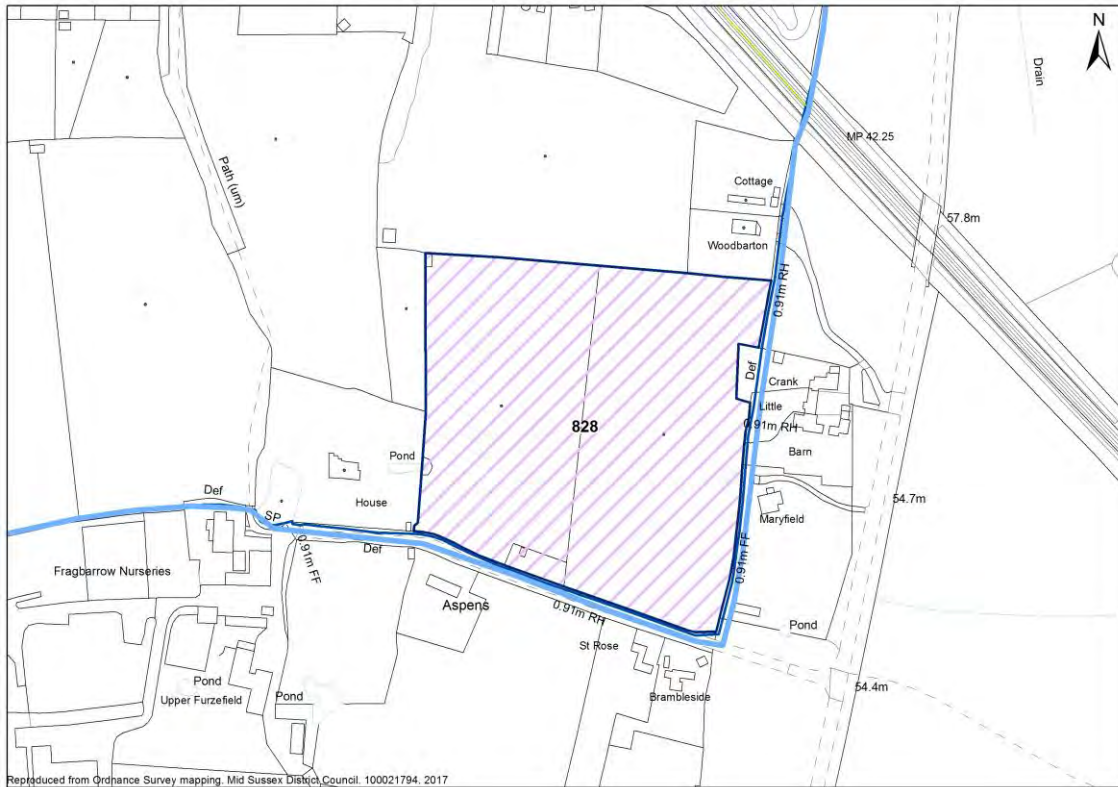 N
Drain
MP 42.25
Path (um)
Cottage
57.8m
Woodbarton
0.91m RH
Def
Crank
Little
828
0.91m RH
Barn
Pond
54.7m
Def
House
SP
Maryfield
Def
0.91m FF
0.91m FF
Fragbarrow Nurseries
Aspens
0.91m RH
Pond
St Rose
Pond
Pond
54.4m
Upper Furzefield
Brambleside
Reproduced from Ordnance Survey mapping. Mid Sussex District Council. 100021794, 2017